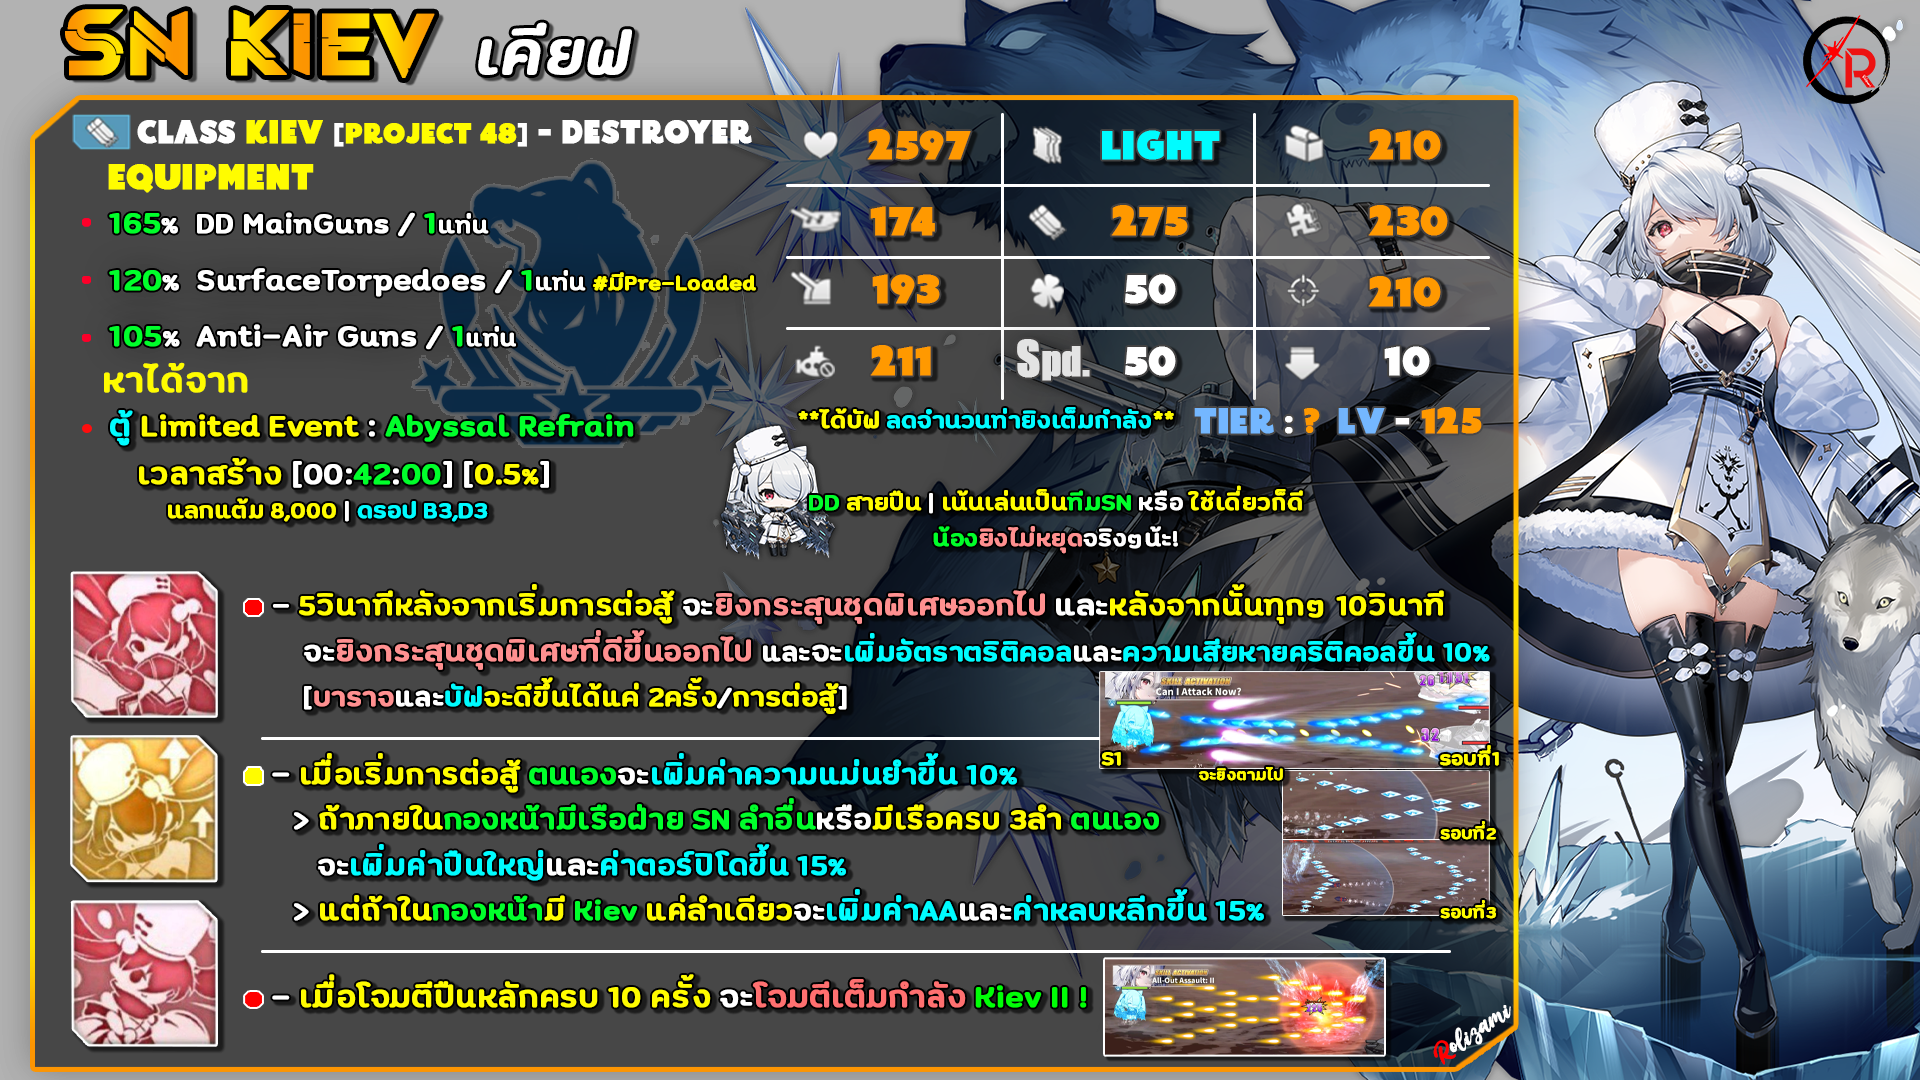 SN KIEV เคียฟ
R
CLASS KIEV [PROJECT 48] - DESTROYER
EQUIPMENT
• 165% DD MainGuns / 1แท่น
• 120% SurfaceTorpedoes / 1แท่น #มีPre-Loaded
• 105% Anti-Air Guns / 1แท่น
หาได้จาก
• ตู้ Limited Event : Abyssal Refrain
เวลาสร้าง [00:42:00] [0.5%]
แลกแต้ม 8,000 | ดรอป B3,D3
2597 LIGHT 210
174 275 230
193 50 210
211 Spd. 50 10
**ได้บัฟ ลดจำนวนท่ายิงเต็มกำลัง** TIER : ? LV - 125
DD สายปืน | เน้นเล่นเป็นทีมSN หรือ ใช้เดี่ยวก็ดี
น้องยิงไม่หยุดจริงๆน้ะ!
- 5วินาทีหลังจากเริ่มการต่อสู้ จะยิงกระสุนชุดพิเศษออกไป และหลังจากนั้นทุกๆ 10วินาที
จะยิงกระสุนชุดพิเศษที่ดีขึ้นออกไป และจะเพิ่มอัตราตริติคอลและความเสียหายคริติคอลขึ้น 10%
[บาราจและบัฟจะดีขึ้นได้แค่ 2ครั้ง/การต่อสู้]
SKILL ACTIVATION
Can I Attack Now?
32
S1 รอบที่1
จะยิงตามไป
รอบที่2
รอบที่3
- เมื่อเริ่มการต่อสู้ ตนเองจะเพิ่มค่าความแม่นยำขึ้น 10%
> ถ้าภายในกองหน้ามีเรือฝ่าย SN ลำอื่นหรือมีเรือครบ 3ลำ ตนเอง
จะเพิ่มค่าปืนใหญ่และค่าตอร์ปิโดขึ้น 15%
> แต่ถ้าในกองหน้ามี Kiev แค่ลำเดียวจะเพิ่มค่าAAและค่าหลบหลีกขึ้น 15%
- เมื่อโจมตีปืนหลักครบ 10 ครั้ง จะโจมตีเต็มกำลัง Kiev II !
SKILL ACTIVATION
All-Out Assault: II
Rolizami